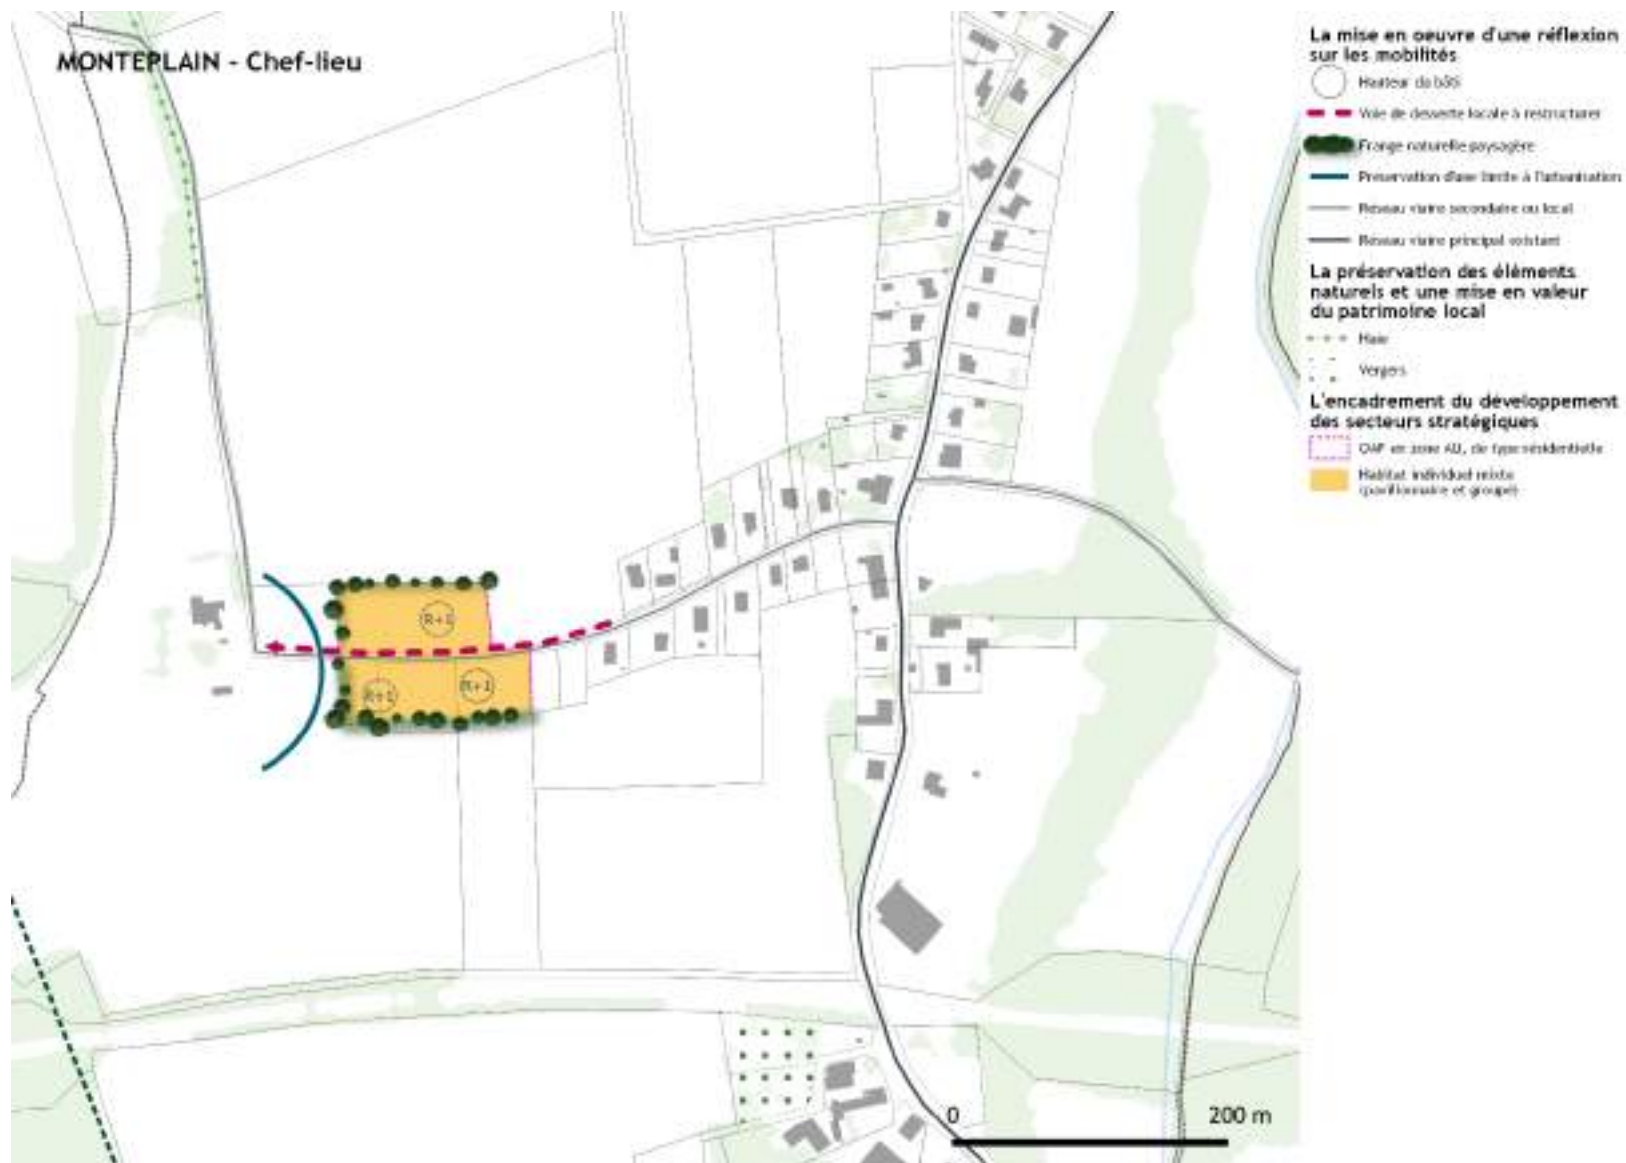 MONTEPLAIN - Chef-lieu
R+1
R+1
R+1
0
200 m
La mise en oeuvre d'une réflexion
sur les mobilités
Hauteur du bâti
Voie de desserte locale à restructurer
Frange naturelle paysagère
Préservation d'une limite à l'urbanisation
Réseau viaire secondaire ou local
Réseau viaire principal existant
La préservation des éléments
naturels et une mise en valeur
du patrimoine local
Haie
Vergers
L'encadrement du développement
des secteurs stratégiques
OAP en zone AU, de type résidentielle
Habitat individuel mixte
(pavillonnaire et groupé)